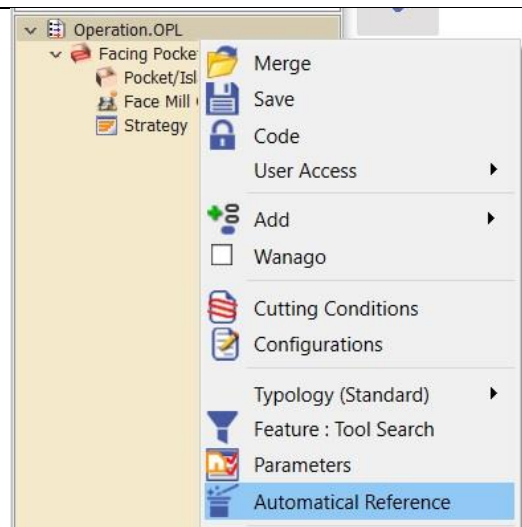 Operation.OPL
Facing Pocke
Pocket/Isl
Face Mill
Strategy
Merge
Save
Code
User Access
Add
Wanago
Cutting Conditions
Configurations
Typology (Standard)
Feature : Tool Search
Parameters
Automatical Reference